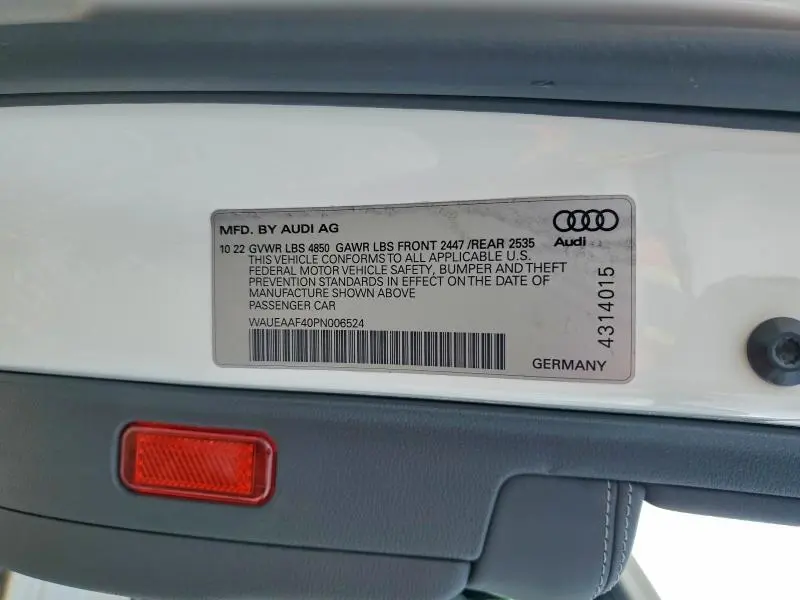 MFD. BY AUDI AG
Audi
10 22 GVWR LBS 4850 GAWR LBS FRONT 2447 /REAR 2535
THIS VEHICLE CONFORMS TO ALL APPLICABLE U.S.
FEDERAL MOTOR VEHICLE SAFETY, BUMPER AND THEFT
PREVENTION STANDARDS IN EFFECT ON THE DATE OF
MANUFACTURE SHOWN ABOVE
PASSENGER CAR
WAUEAAF40PN006524
GERMANY
4314015